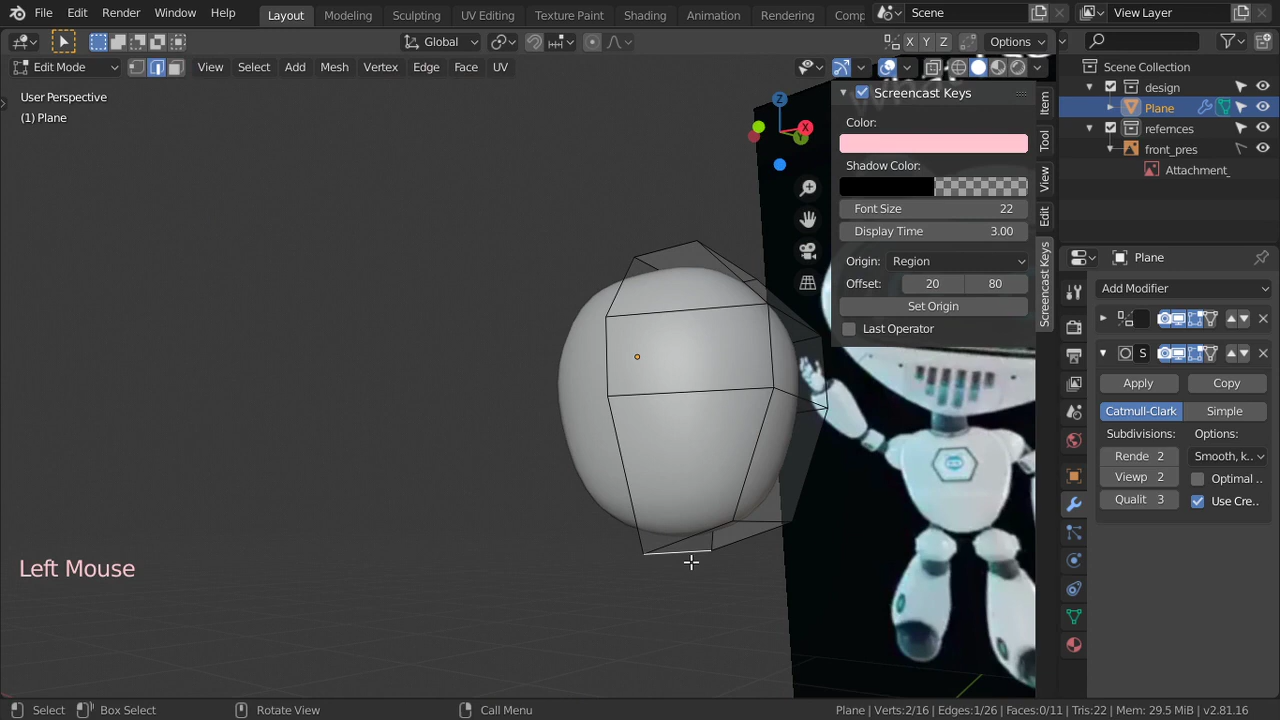 File Edit Render Window Help Layout Modeling Sculpting UV Editing Texture Paint Shading Animation Rendering Comp Scene View Layer
Global X Y Z Options
Edit Mode View Select Add Mesh Vertex Edge Face UV
User Perspective
(1) Plane
Z
X
Y
Screencast Keys
Color:
Shadow Color:
Font Size 22
Display Time 3.00
Origin: Region
Offset: 20 80
Set Origin
Last Operator
Item
Tool
View
Edit
Screencast Keys
Scene Collection
design
Plane
refernces
front_pres
Attachment_
Plane
Add Modifier
S
Apply Copy
Catmull-Clark Simple
Subdivisions: Options:
Rende 2 Smooth, k..
Viewp 2 Optimal ..
Qualit 3 Use Cre..
Left Mouse
Select Box Select Rotate View Call Menu Plane | Verts:2/16 | Edges:1/26 | Faces:0/11 | Tris:22 | Mem: 29.5 MiB | v2.81.16